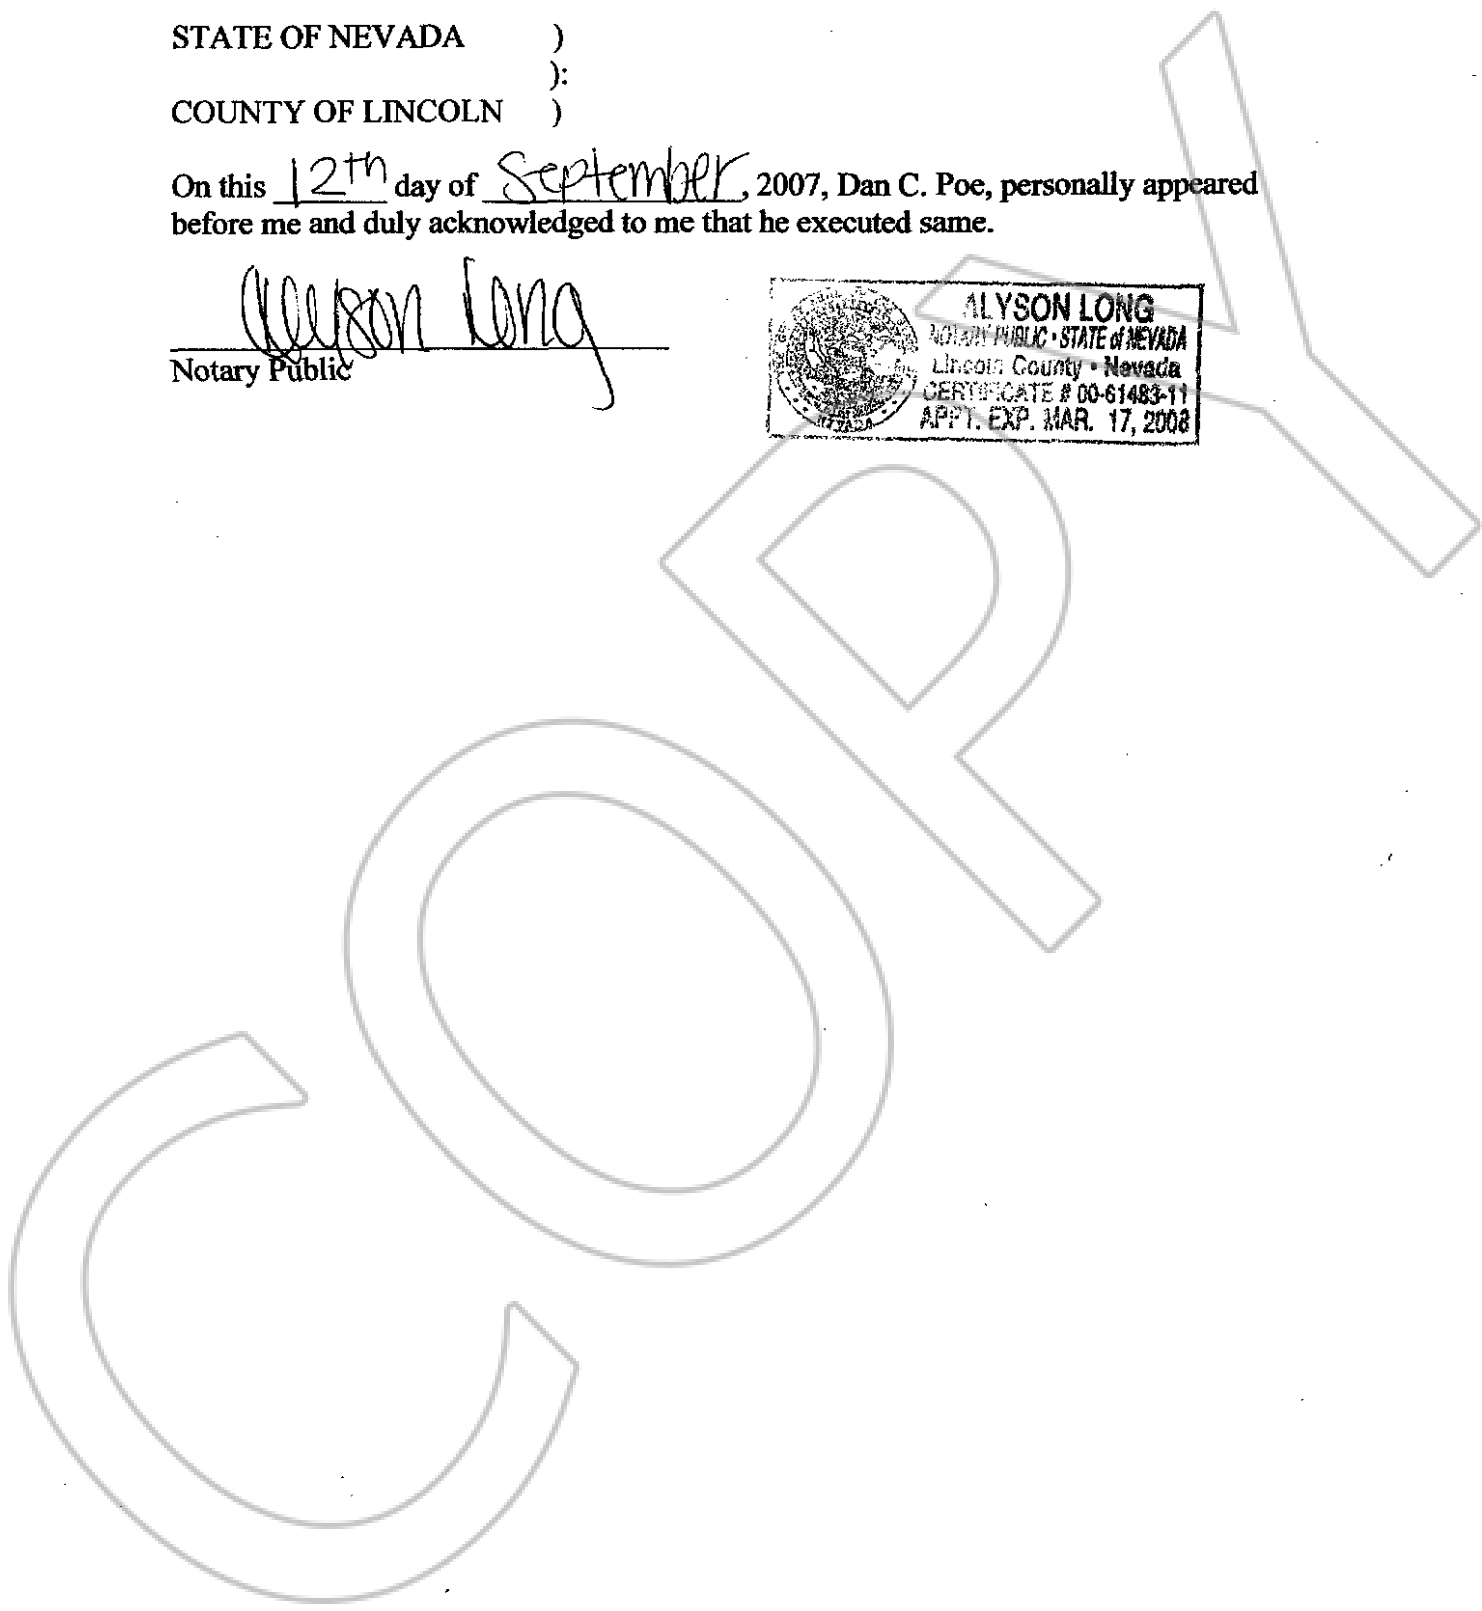 STATE OF NEVADA )
):
COUNTY OF LINCOLN )
On this 12th day of September, 2007, Dan C. Poe, personally appeared
before me and duly acknowledged to me that he executed same.
Alyson Long
Notary Public
ALYSON LONG
NOTARY PUBLIC • STATE of NEVADA
Lincoln County • Nevada
CERTIFICATE # 00-61483-11
APPT. EXP. MAR. 17, 2008
NEVADA
COPY